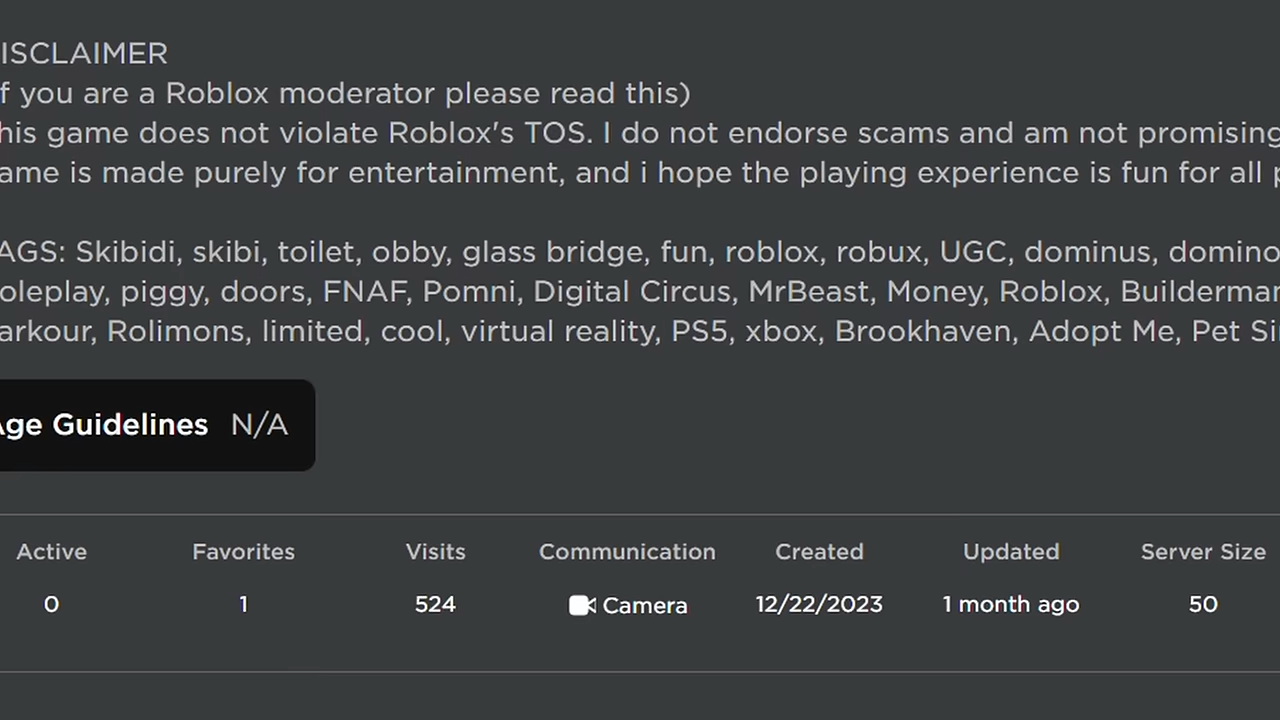 ISCLAIMER
f you are a Roblox moderator please read this)
his game does not violate Roblox's TOS. I do not endorse scams and am not promising
ame is made purely for entertainment, and i hope the playing experience is fun for all p
AGS: Skibidi, skibi, toilet, obby, glass bridge, fun, roblox, robux, UGC, dominus, domino
oleplay, piggy, doors, FNAF, Pomni, Digital Circus, MrBeast, Money, Roblox, Builderman
arkour, Rolimons, limited, cool, virtual reality, PS5, xbox, Brookhaven, Adopt Me, Pet Si
Age Guidelines N/A
Active Favorites Visits Communication Created Updated Server Size
0 1 524 Camera 12/22/2023 1 month ago 50